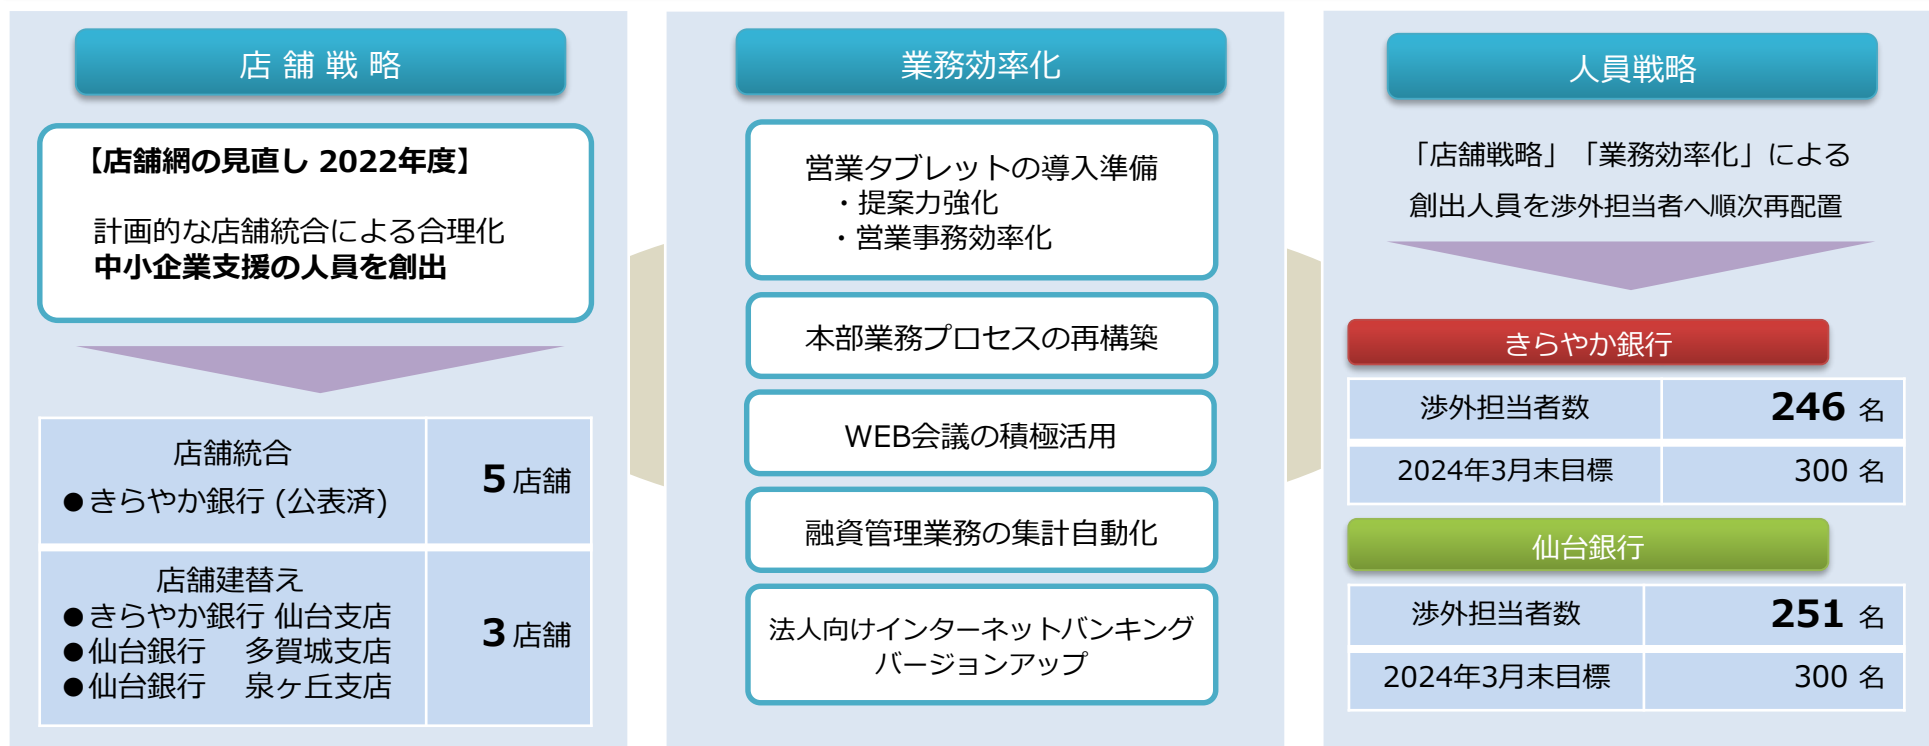 店 舗 戦 略
【店舗網の見直し 2022年度】
計画的な店舗統合による合理化
中小企業支援の人員を創出
店舗統合
●きらやか銀行 (公表済)
5 店舗
店舗建替え
●きらやか銀行 仙台支店
●仙台銀行 多賀城支店
●仙台銀行 泉ヶ丘支店
3 店舗
業務効率化
営業タブレットの導入準備
・提案力強化
・営業事務効率化
本部業務プロセスの再構築
WEB会議の積極活用
融資管理業務の集計自動化
法人向けインターネットバンキング
バージョンアップ
人員戦略
「店舗戦略」「業務効率化」による
創出人員を渉外担当者へ順次再配置
きらやか銀行
渉外担当者数 246 名
2024年3月末目標 300 名
仙台銀行
渉外担当者数 251 名
2024年3月末目標 300 名